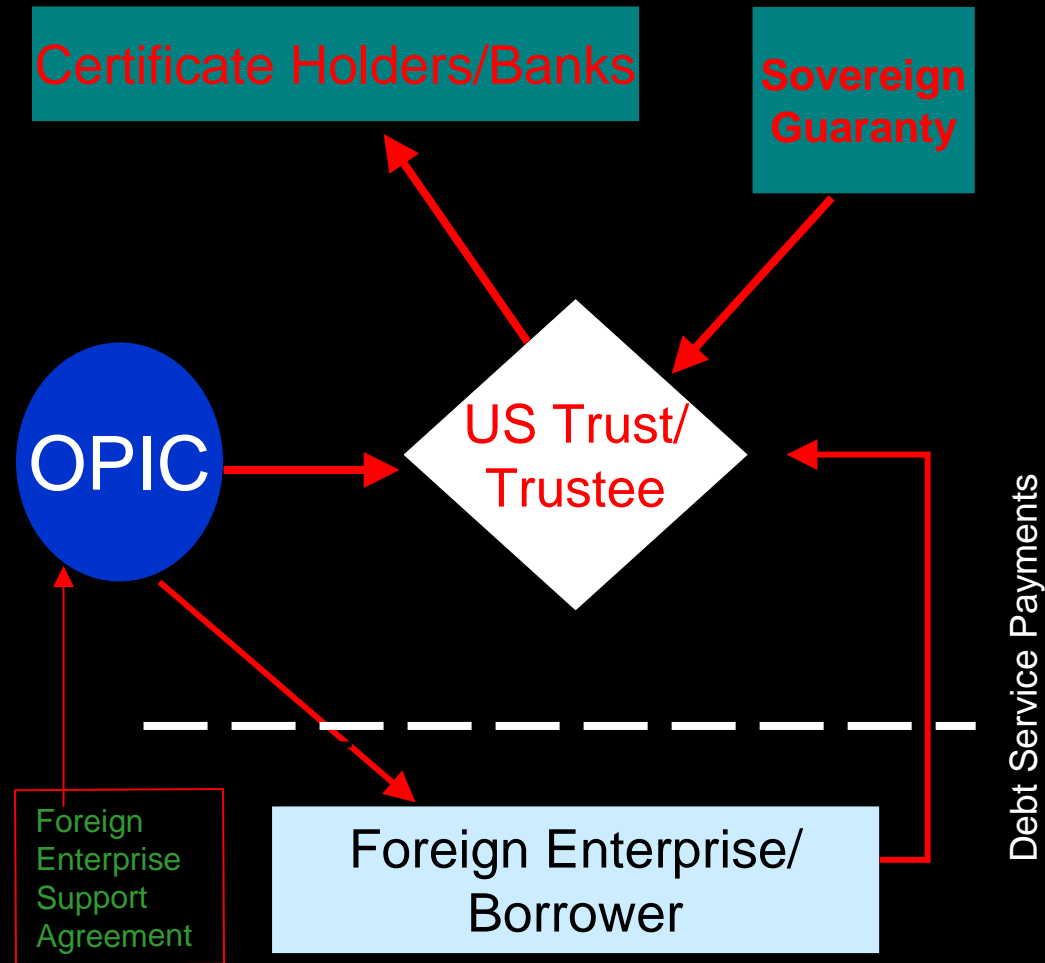 Certificate Holders/Banks
Sovereign
Guaranty
OPIC
US Trust/
Trustee
Debt Service Payments
Foreign
Enterprise
Support
Agreement
Foreign Enterprise/
Borrower